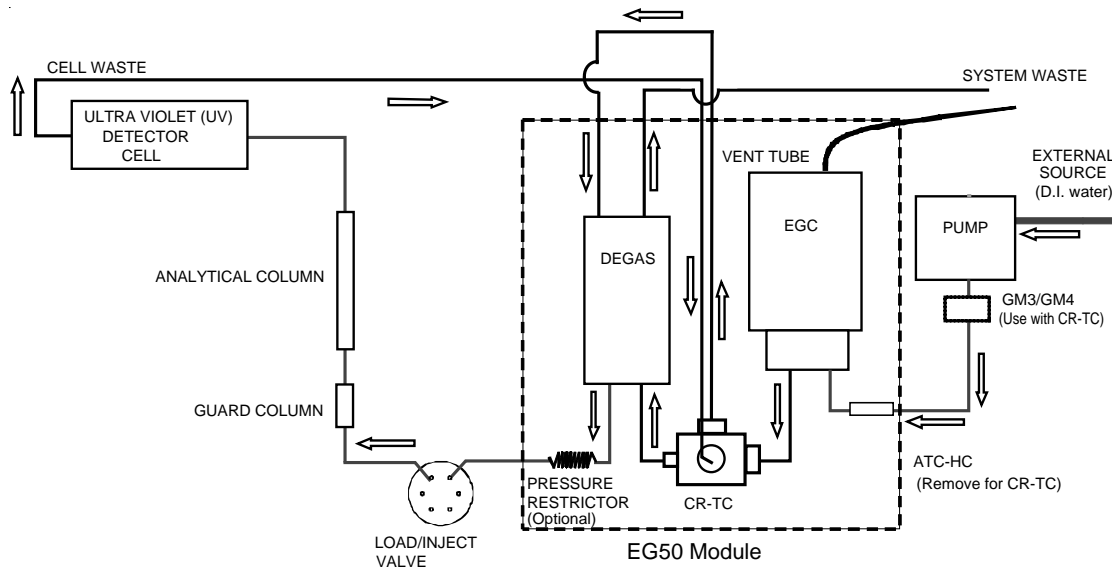 CELL WASTE
SYSTEM WASTE
ULTRA VIOLET (UV)
DETECTOR
CELL
VENT TUBE
EXTERNAL
SOURCE
(D.I. water)
EGC
PUMP
DEGAS
ANALYTICAL COLUMN
GM3/GM4
(Use with CR-TC)
GUARD COLUMN
ATC-HC
(Remove for CR-TC)
PRESSURE
RESTRICTOR
(Optional)
CR-TC
LOAD/INJECT
VALVE
EG50 Module